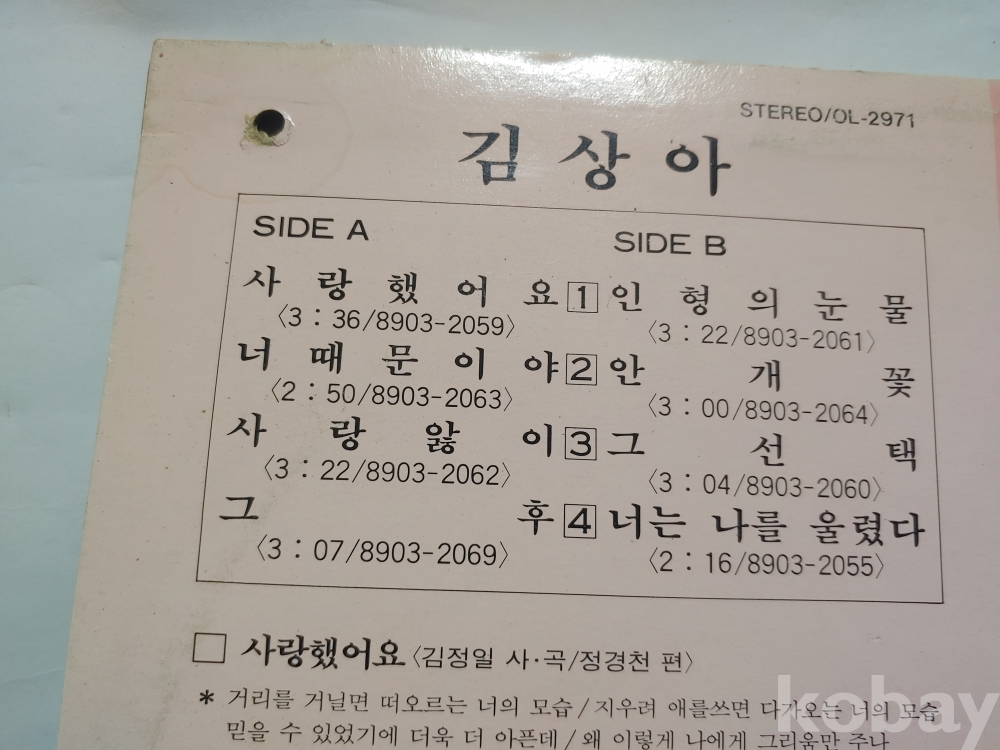 STEREO/OL-2971
김상아
SIDE A SIDE B
사랑했어요 1 인형의눈물
〈3 : 36/8903-2059〉 〈3 : 22/8903-2061〉
너때문이야 2 안개꽃
〈2 : 50/8903-2063〉 〈3 : 00/8903-2064〉
사랑앓이 3 그선택
〈3 : 22/8903-2062〉 〈3 : 04/8903-2060〉
그후 4 너는 나를 울렸다
〈3 : 07/8903-2069〉 〈2 : 16/8903-2055〉
□ 사랑했어요〈김정일 사·곡/정경천 편〉
* 거리를 거닐면 떠오르는 너의 모습/지우려 애를쓰면 다가오는 너의 모습
믿을 수 있었기에 더욱 더 아픈데/왜 이렇게 나에게 그리움만 주나
kobay